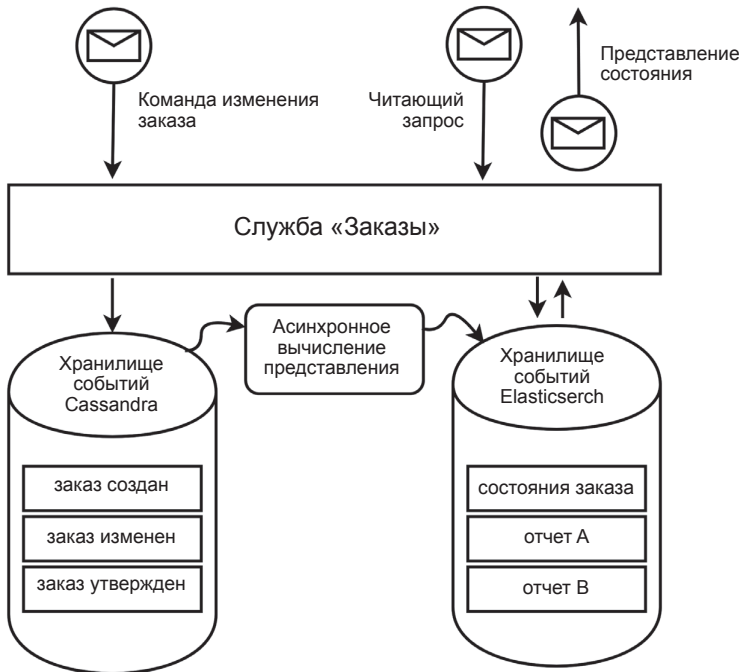 Команда изменения
заказа
Читающий
запрос
Представление
состояния
Служба «Заказы»
Хранилище
событий
Cassandra
Асинхронное
вычисление
представления
Хранилище
событий
Elasticserch
заказ создан
заказ изменен
заказ утвержден
состояния заказа
отчет A
отчет B